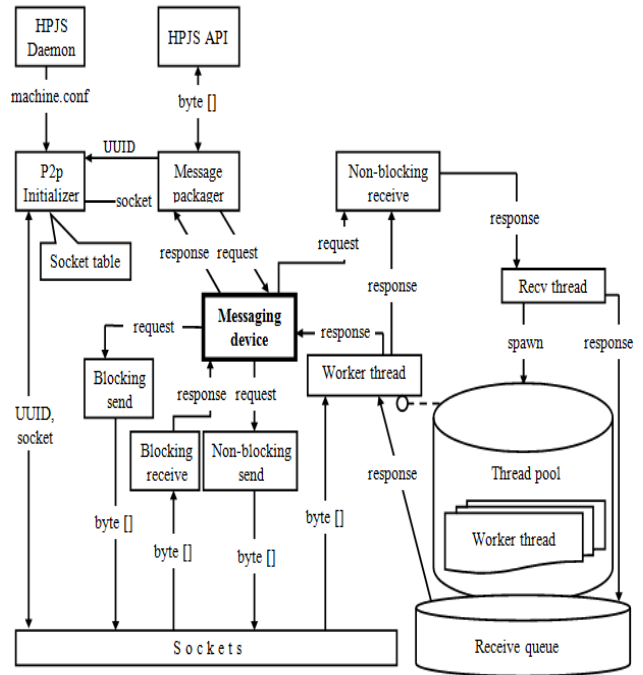 HPJS
Daemon
HPJS API
machine.conf
byte []
UUID
P2p
Initializer
Message
packager
Non-blocking
receive
socket
response
Socket table
response
request
request
Recv thread
response
Messaging
device
request
response
spawn
response
Blocking
send
response
request
Worker thread
UUID,
socket
Blocking
receive
Non-blocking
send
response
Thread pool
byte []
byte []
byte []
byte []
Worker thread
Sockets
Receive queue